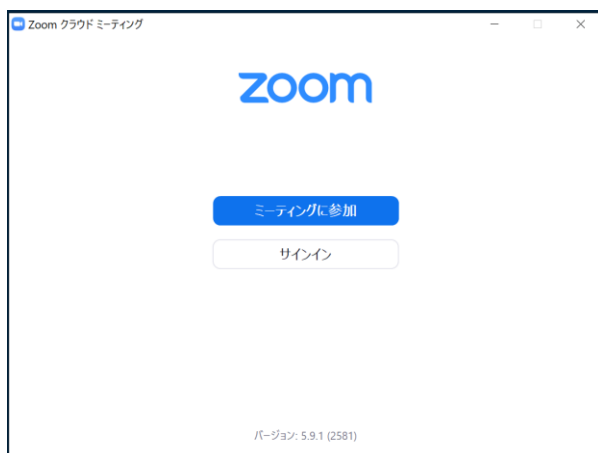 Zoom クラウド ミーティング
zoom
ミーティングに参加
サインイン
バージョン: 5.9.1 (2581)